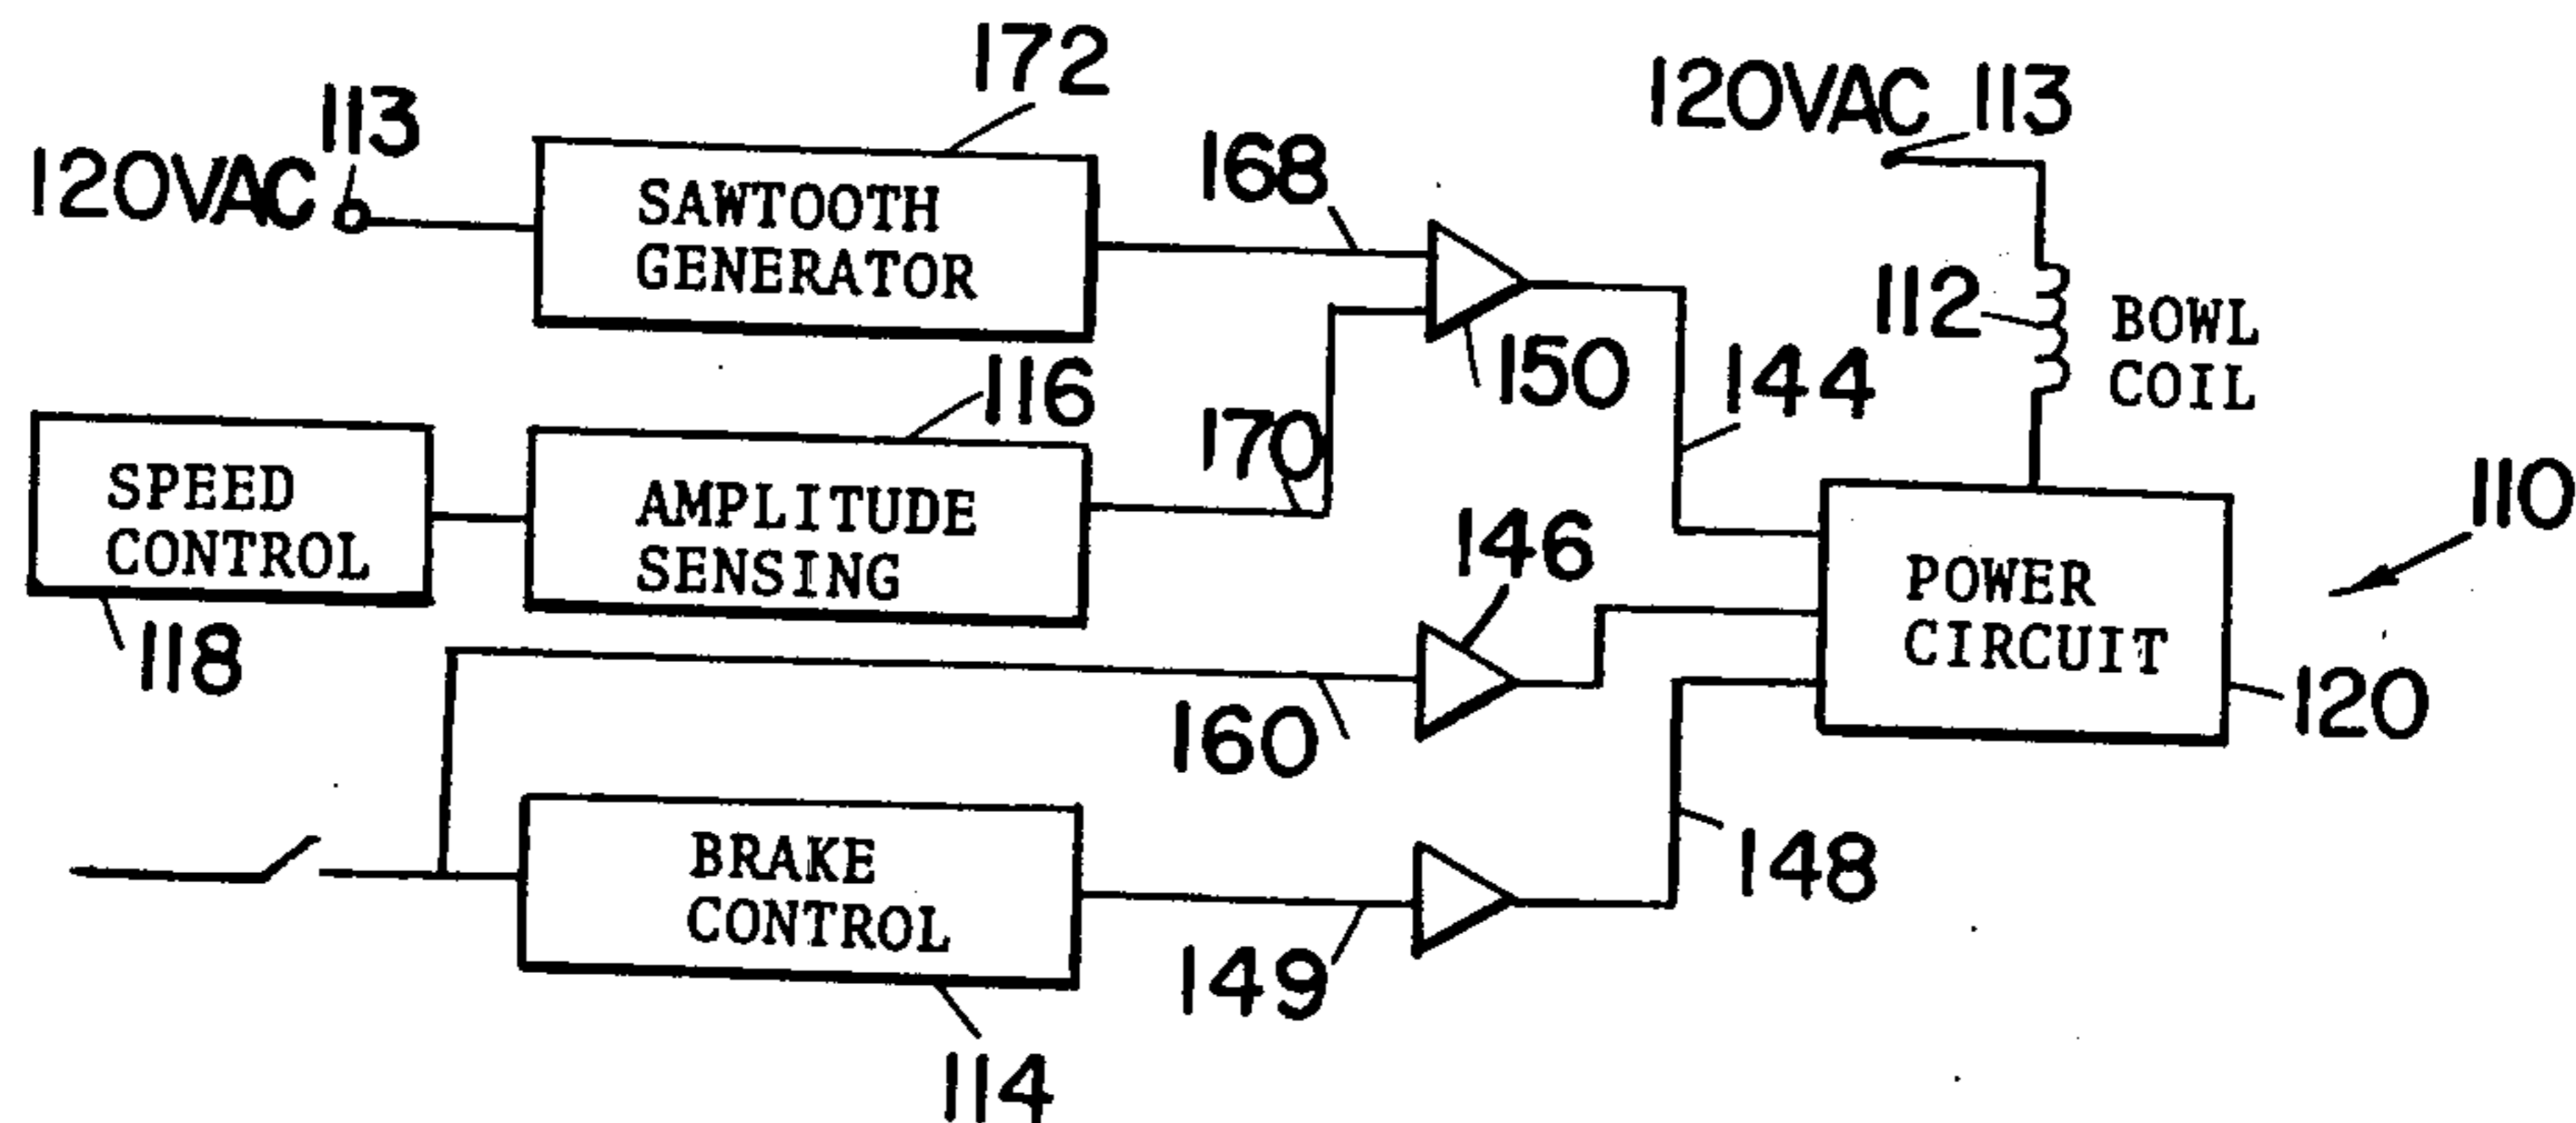 172
120VAC 113
SAWTOOTH
GENERATOR
168
120VAC 113
150
112
BOWL
COIL
144
116
170
SPEED
CONTROL
118
AMPLITUDE
SENSING
146
110
POWER
CIRCUIT
120
160
148
BRAKE
CONTROL
149
114